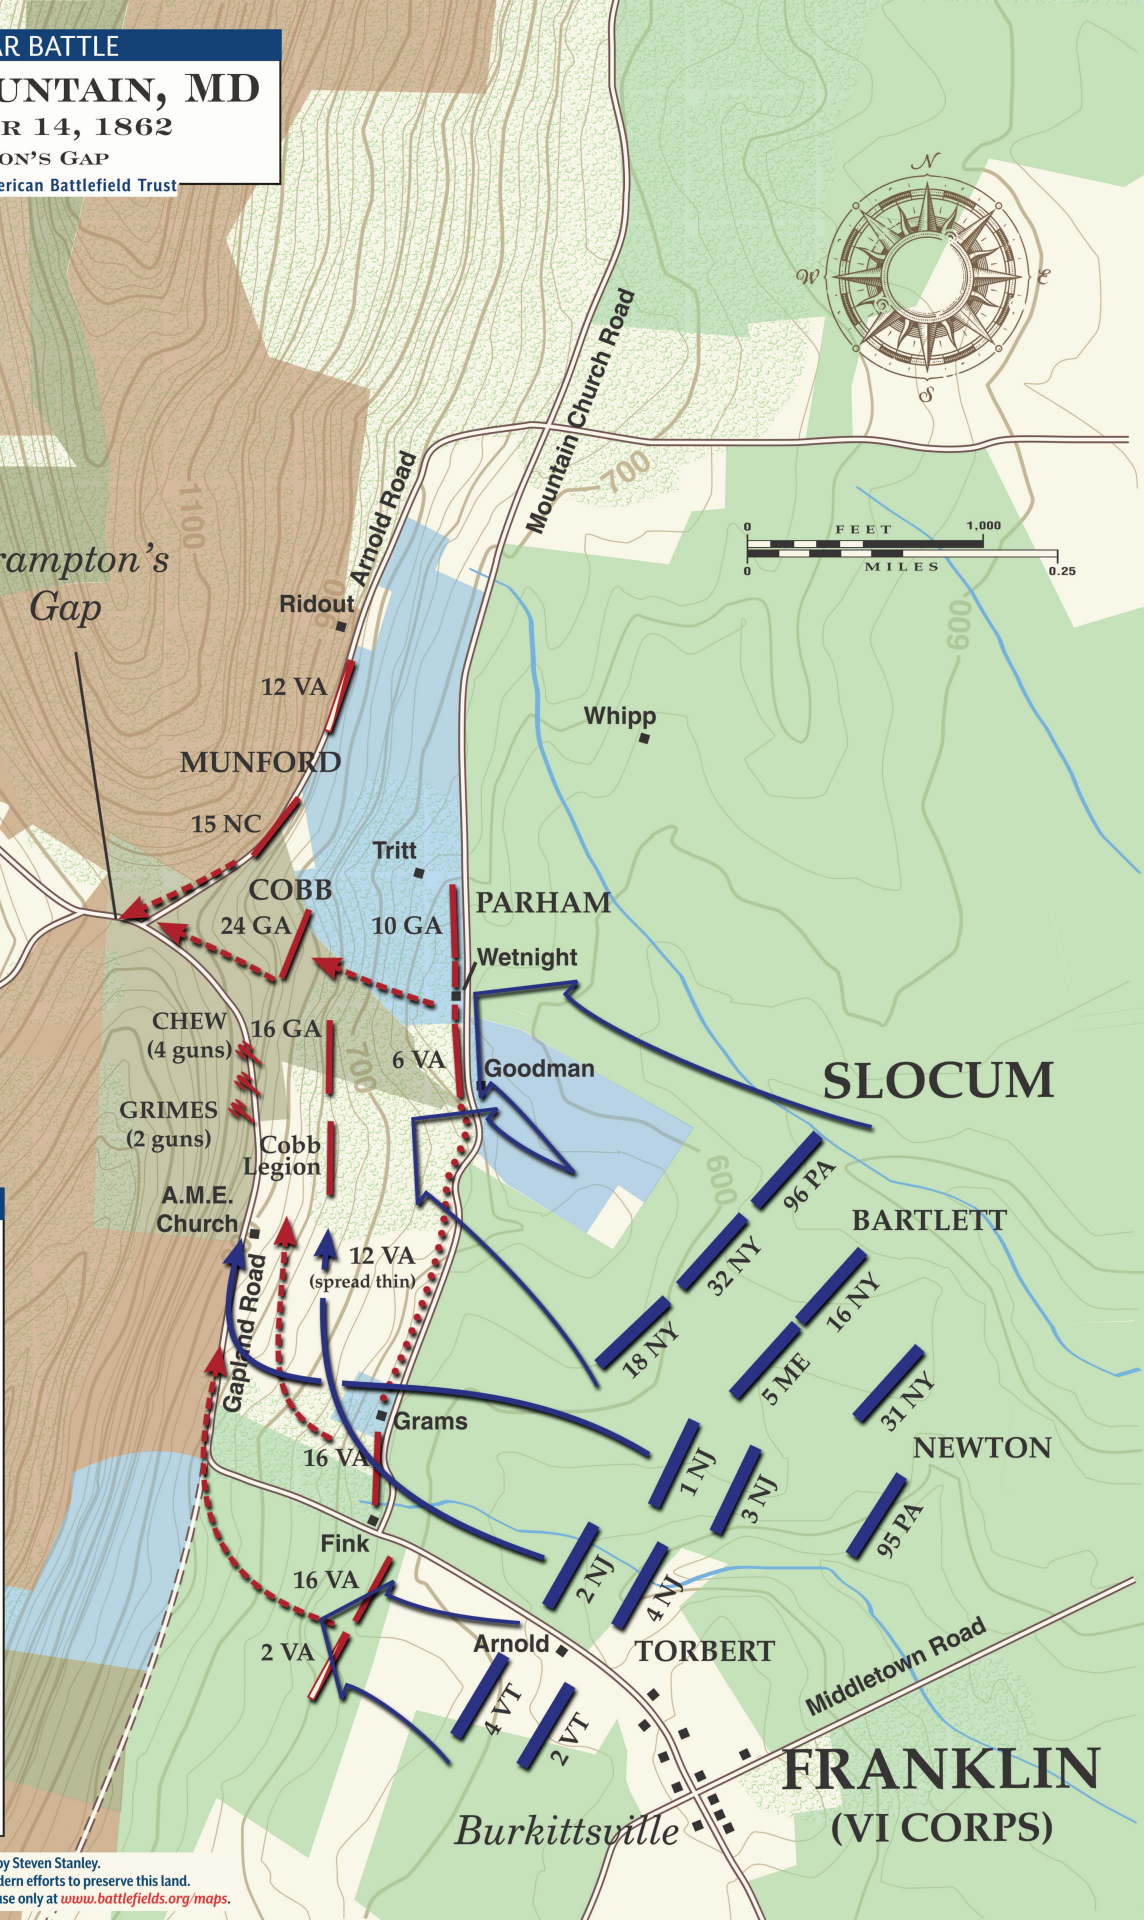 AR BATTLE
UNTAIN, MD
R 14, 1862
ON'S GAP
erican Battlefield Trust
N
W
E
S
Mountain Church Road
700
0 FEET 1,000
0 MILES 0.25
Arnold Road
1100
rampton's
Gap
Ridout
600
12 VA
Whipp
MUNFORD
15 NC
Tritt
COBB
PARHAM
24 GA
10 GA
Wetnight
CHEW
(4 guns)
16 GA
700
6 VA
Goodman
SLOCUM
GRIMES
(2 guns)
Cobb
Legion
600
96 PA
A.M.E.
Church
BARTLETT
12 VA
(spread thin)
32 NY
16 NY
Gapland Road
18 NY
5 ME
31 NY
Grams
NEWTON
16 VA
1 NJ
3 NJ
95 PA
Fink
16 VA
2 NJ
4 NJ
2 VA
Arnold
TORBERT
Middletown Road
4 VT
2 VT
FRANKLIN
(VI CORPS)
Burkittsville
by Steven Stanley.
dern efforts to preserve this land.
use only at www.battlefields.org/maps.